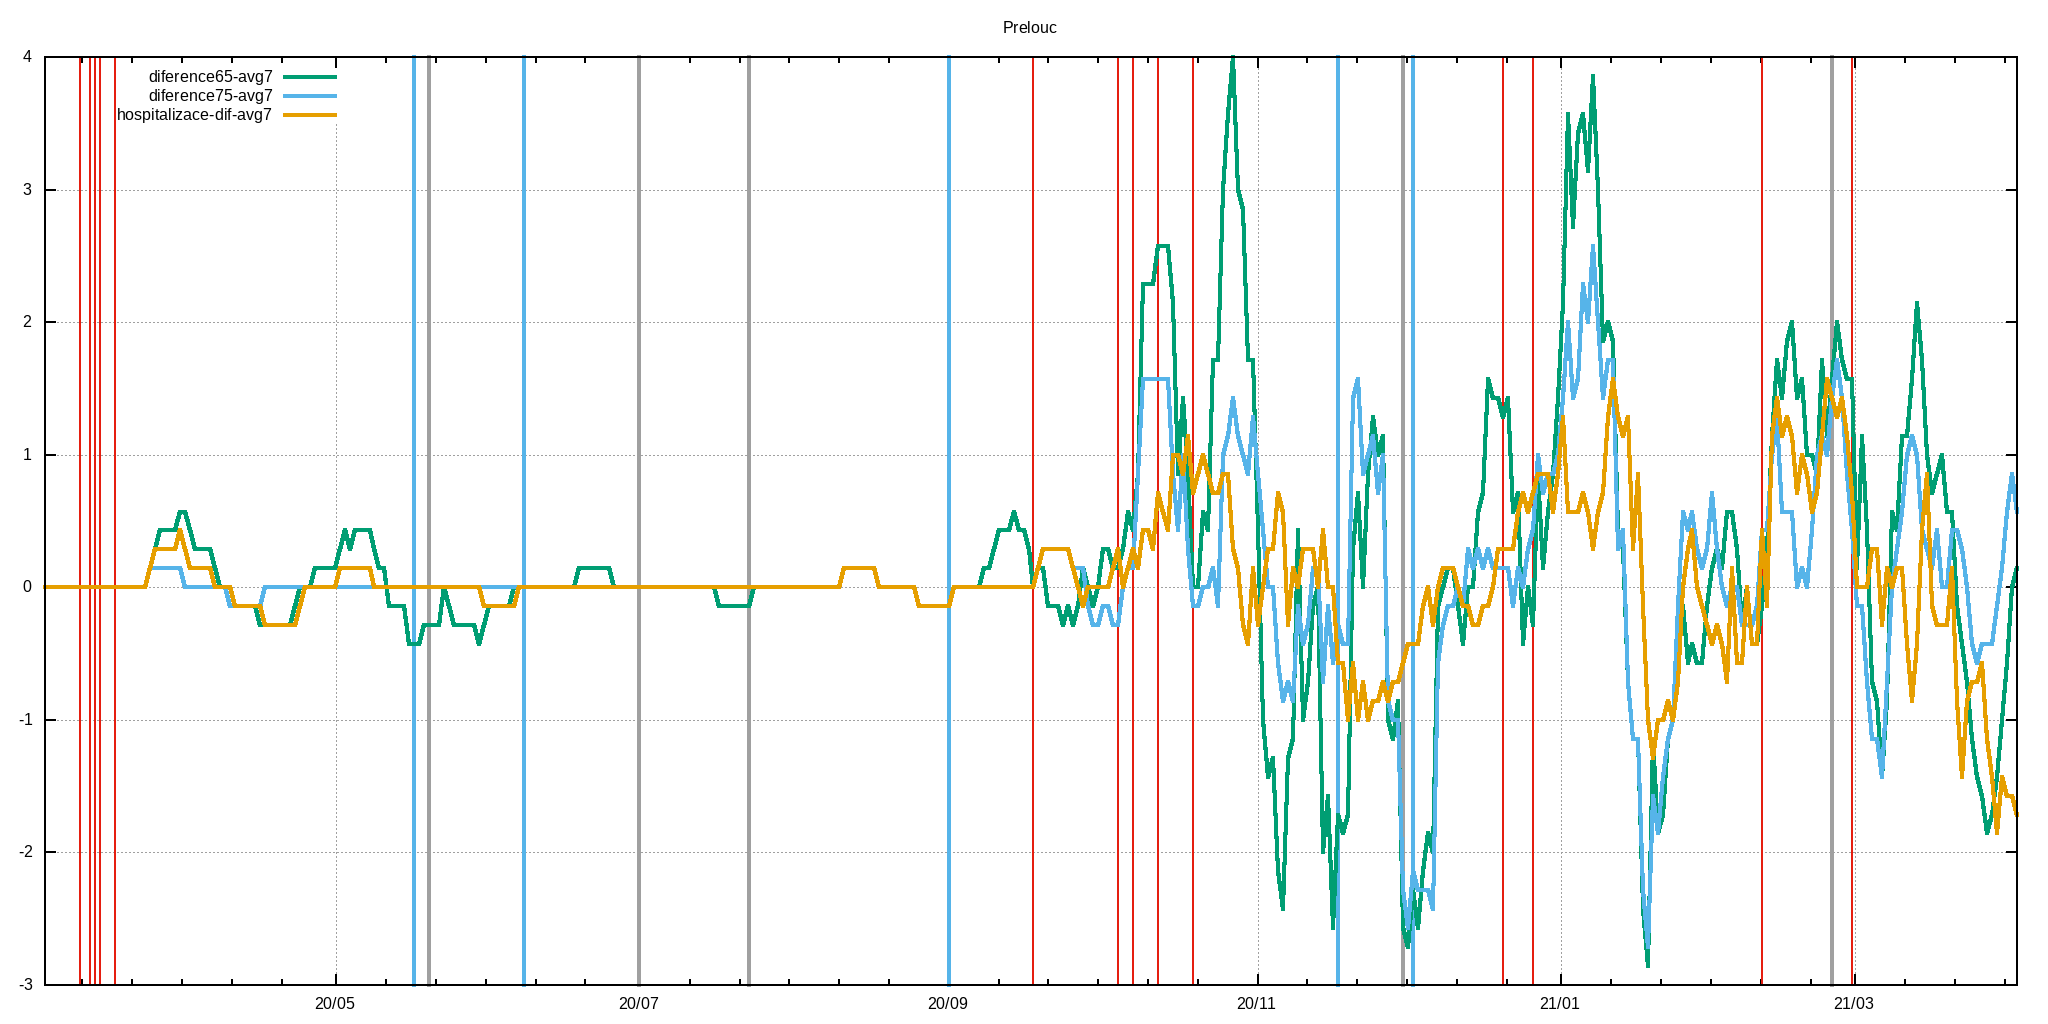 Prelouc
diference65-avg7
diference75-avg7
hospitalizace-dif-avg7
4
3
2
1
0
-1
-2
-3
20/05 20/07 20/09 20/11 21/01 21/03